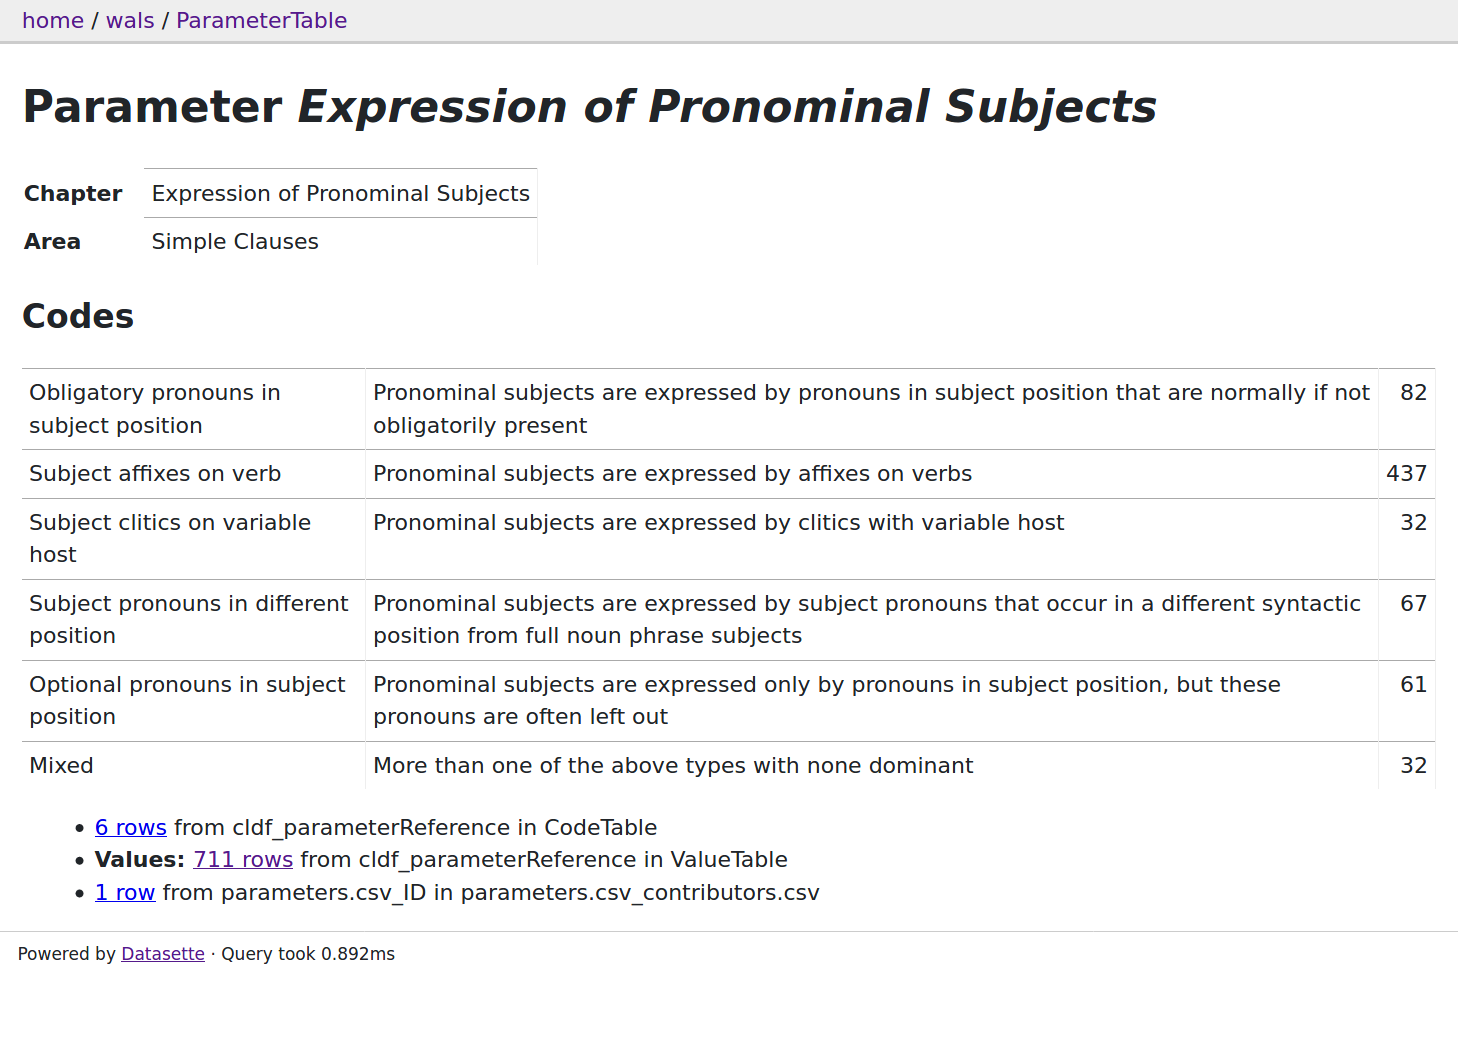 home / wals / ParameterTable
Parameter Expression of Pronominal Subjects
Chapter Expression of Pronominal Subjects
Area Simple Clauses
Codes
Obligatory pronouns in subject position Pronominal subjects are expressed by pronouns in subject position that are normally if not obligatorily present 82
Subject affixes on verb Pronominal subjects are expressed by affixes on verbs 437
Subject clitics on variable host Pronominal subjects are expressed by clitics with variable host 32
Subject pronouns in different position Pronominal subjects are expressed by subject pronouns that occur in a different syntactic position from full noun phrase subjects 67
Optional pronouns in subject position Pronominal subjects are expressed only by pronouns in subject position, but these pronouns are often left out 61
Mixed More than one of the above types with none dominant 32
• 6 rows from cldf_parameterReference in CodeTable
• Values: 711 rows from cldf_parameterReference in ValueTable
• 1 row from parameters.csv_ID in parameters.csv_contributors.csv
Powered by Datasette · Query took 0.892ms